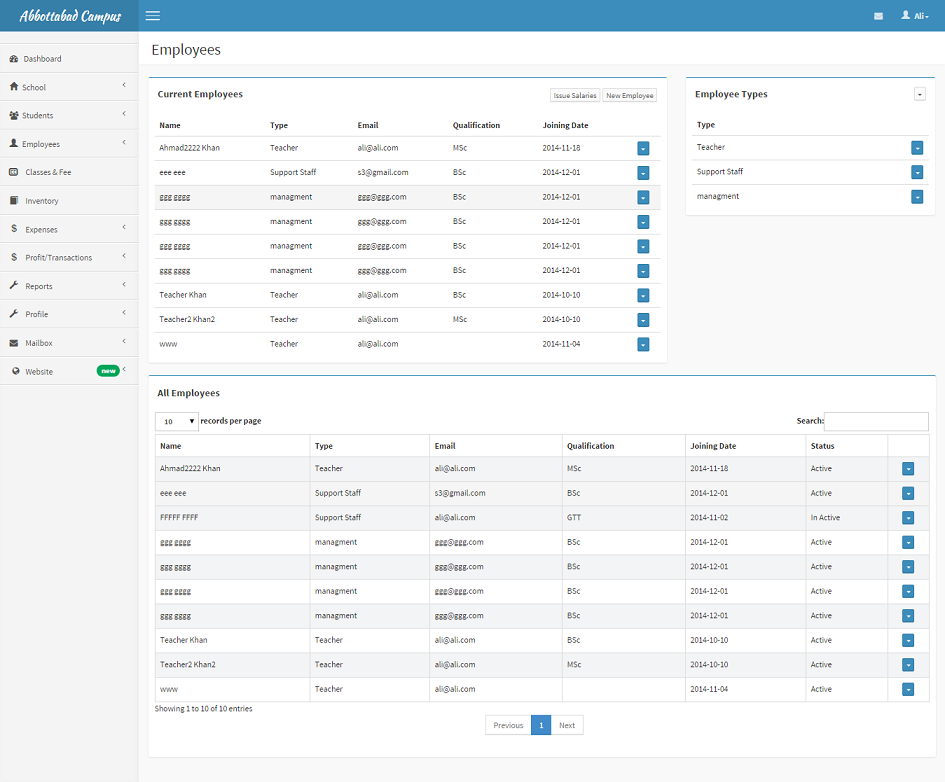 Abbottabad Campus
Ali
Dashboard
School
Students
Employees
Classes & Fee
Inventory
$ Expenses
$ Profit/Transactions
Reports
Profile
Mailbox
Website new
Employees
Current Employees Issue Salaries New Employee
Name Type Email Qualification Joining Date
Ahmad2222 Khan Teacher ali@ali.com MSc 2014-11-18
eee eee Support Staff s3@gmail.com BSc 2014-12-01
ggg gggg managment ggg@ggg.com BSc 2014-12-01
ggg gggg managment ggg@ggg.com BSc 2014-12-01
ggg gggg managment ggg@ggg.com BSc 2014-12-01
ggg gggg managment ggg@ggg.com BSc 2014-12-01
Teacher Khan Teacher ali@ali.com BSc 2014-10-10
Teacher2 Khan2 Teacher ali@ali.com MSc 2014-10-10
www Teacher ali@ali.com 2014-11-04
Employee Types
Type
Teacher
Support Staff
managment
All Employees
10 records per page Search:
Name Type Email Qualification Joining Date Status
Ahmad2222 Khan Teacher ali@ali.com MSc 2014-11-18 Active
eee eee Support Staff s3@gmail.com BSc 2014-12-01 Active
FFFFF FFFF Support Staff ali@ali.com GTT 2014-11-02 In Active
ggg gggg managment ggg@ggg.com BSc 2014-12-01 Active
ggg gggg managment ggg@ggg.com BSc 2014-12-01 Active
ggg gggg managment ggg@ggg.com BSc 2014-12-01 Active
ggg gggg managment ggg@ggg.com BSc 2014-12-01 Active
Teacher Khan Teacher ali@ali.com BSc 2014-10-10 Active
Teacher2 Khan2 Teacher ali@ali.com MSc 2014-10-10 Active
www Teacher ali@ali.com 2014-11-04 Active
Showing 1 to 10 of 10 entries
Previous 1 Next